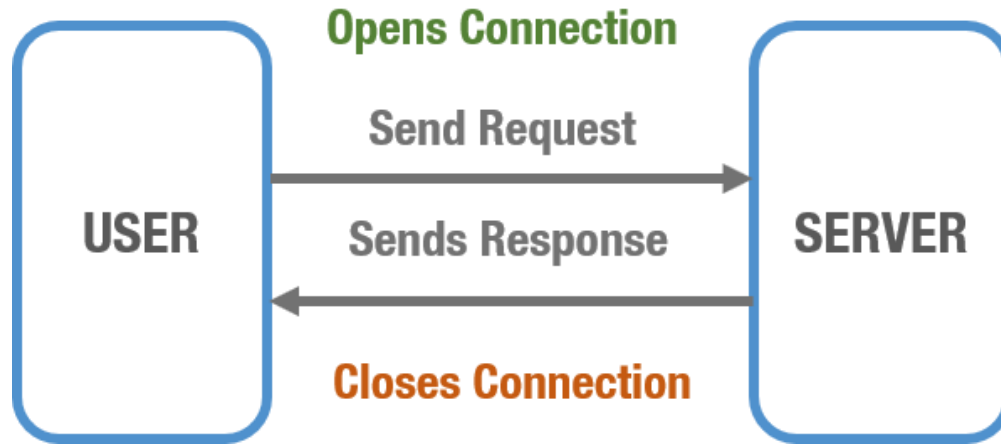 Opens Connection
Send Request
USER
Sends Response
SERVER
Closes Connection